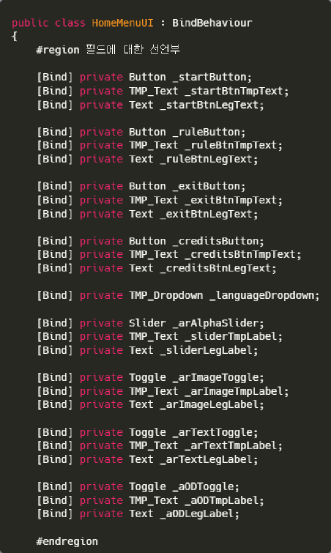 public class HomeMenuUI : BindBehaviour
{
#region 필드에 대한 선언부
[Bind] private Button _startButton;
[Bind] private TMP_Text _startBtnTmpText;
[Bind] private Text _startBtnLegText;
[Bind] private Button _ruleButton;
[Bind] private TMP_Text _ruleBtnTmpText;
[Bind] private Text _ruleBtnLegText;
[Bind] private Button _exitButton;
[Bind] private TMP_Text _exitBtnTmpText;
[Bind] private Text _exitBtnLegText;
[Bind] private Button _creditsButton;
[Bind] private TMP_Text _creditsBtnTmpText;
[Bind] private Text _creditsBtnLegText;
[Bind] private TMP_Dropdown _languageDropdown;
[Bind] private Slider _arAlphaSlider;
[Bind] private TMP_Text _sliderTmpLabel;
[Bind] private Text _sliderLegLabel;
[Bind] private Toggle _arImageToggle;
[Bind] private TMP_Text _arImageTmpLabel;
[Bind] private Text _arImageLegLabel;
[Bind] private Toggle _arTextToggle;
[Bind] private TMP_Text _arTextTmpLabel;
[Bind] private Text _arTextLegLabel;
[Bind] private Toggle _aODToggle;
[Bind] private TMP_Text _aODTmpLabel;
[Bind] private Text _aODLegLabel;
#endregion